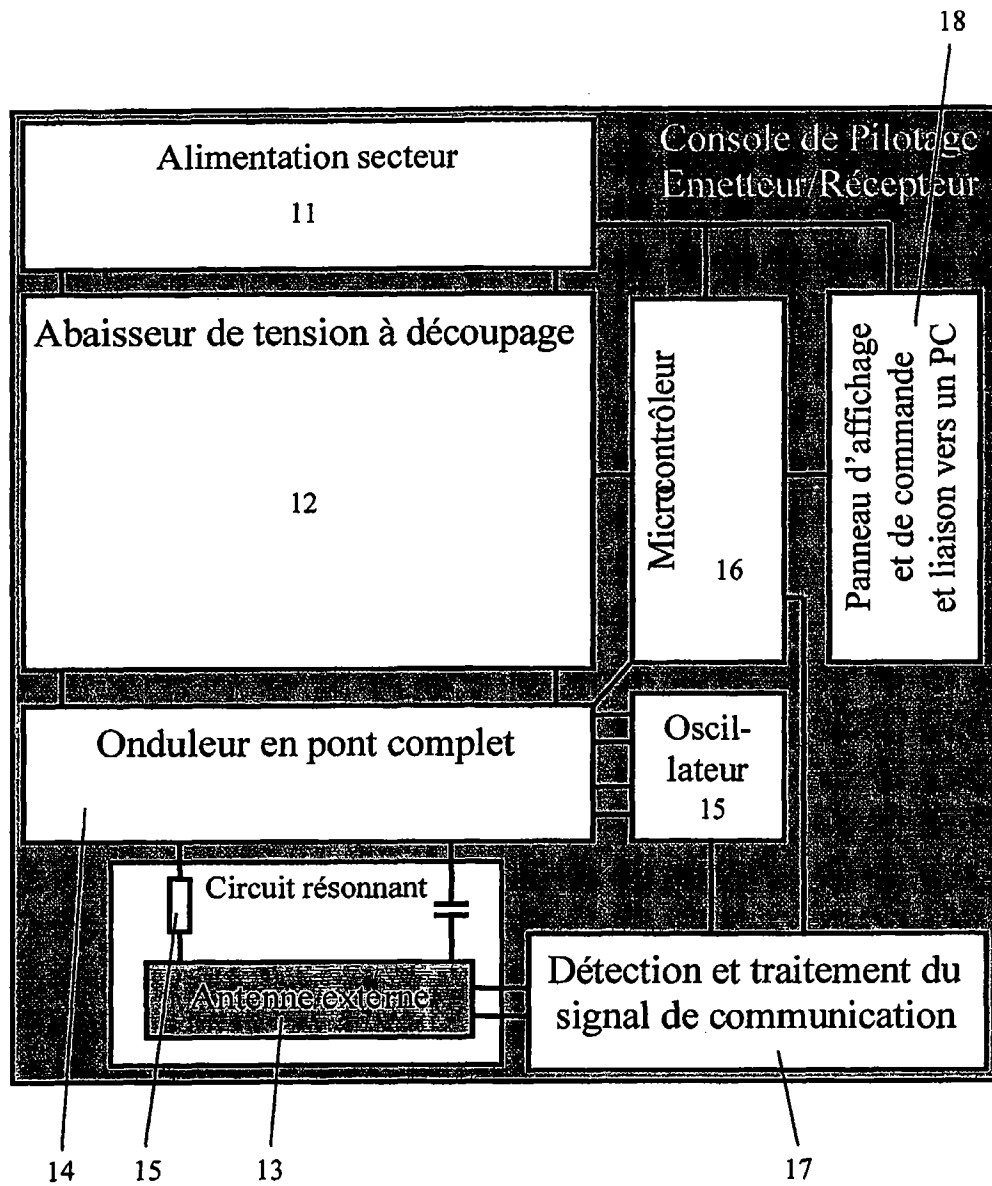 18
Console de Pilotage
Emetteur/Récepteur
Alimentation secteur
11
Abaisseur de tension à découpage
12
Microcontrôleur
16
Panneau d'affichage
et de commande
et liaison vers un PC
Onduleur en pont complet
Oscil-
lateur
15
Circuit résonnant
Antenne externe
Détection et traitement du
signal de communication
14
15
13
17